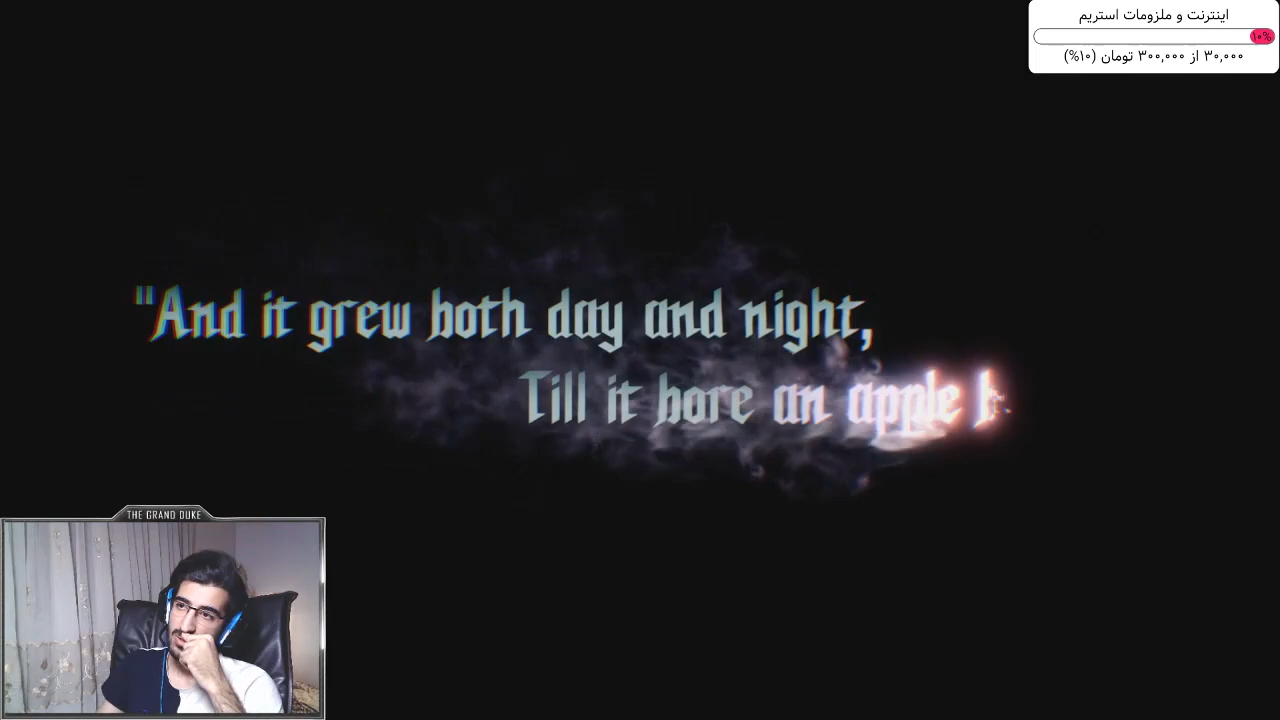 اینترنت و ملزومات استریم
۱۰%
۳۰,۰۰۰ از ۳۰۰,۰۰۰ تومان (۱۰%)
"And it grew both day and night,
Till it bore an apple
THE GRAND DUKE